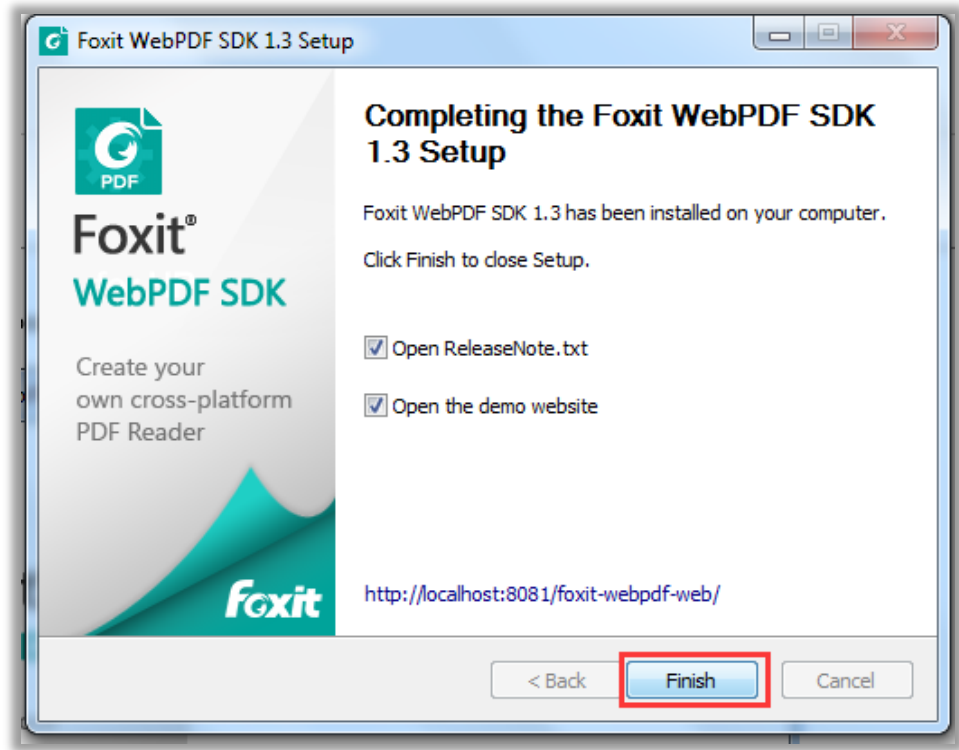 Foxit WebPDF SDK 1.3 Setup
PDF
Foxit®
WebPDF SDK
Create your
own cross-platform
PDF Reader
foxit
Completing the Foxit WebPDF SDK
1.3 Setup
Foxit WebPDF SDK 1.3 has been installed on your computer.
Click Finish to close Setup.
Open ReleaseNote.txt
Open the demo website
http://localhost:8081/foxit-webpdf-web/
< Back
Finish
Cancel